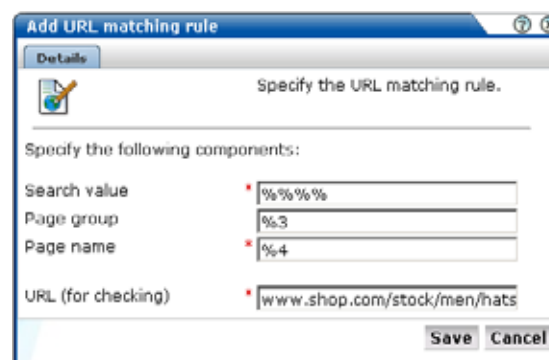 Add URL matching rule
Details
Specify the URL matching rule.
Specify the following components:
Search value * %%%%
Page group %3
Page name * %4
URL (for checking) * www.shop.com/stock/men/hats
Save Cancel